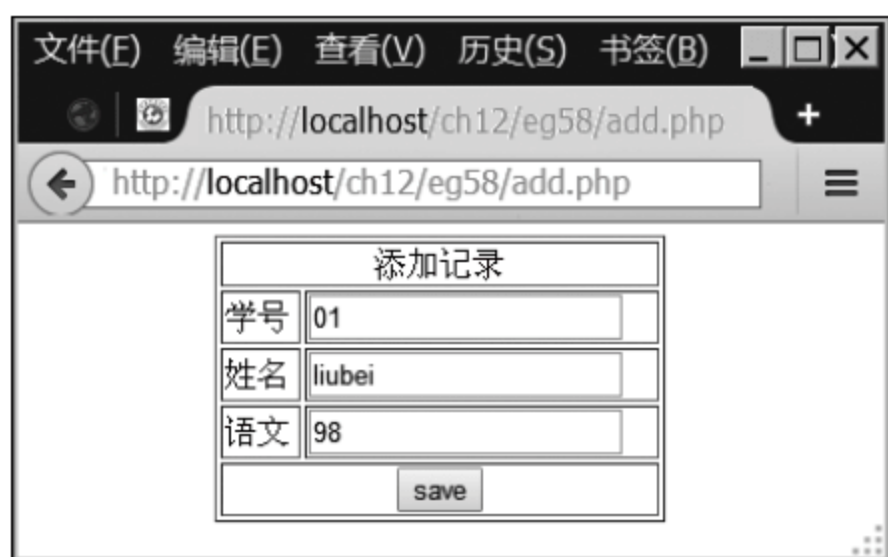 文件(F) 编辑(E) 查看(V) 历史(S) 书签(B)
http://localhost/ch12/eg58/add.php
http://localhost/ch12/eg58/add.php
添加记录
学号 01
姓名 liubei
语文 98
save